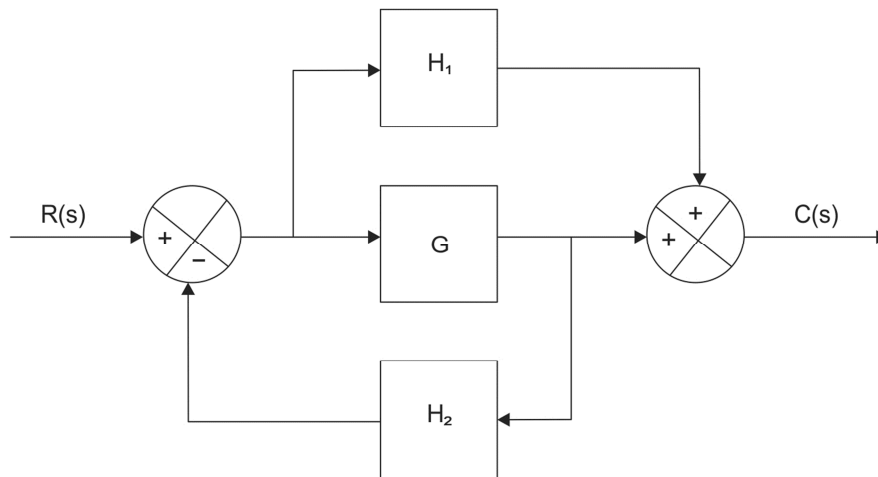 H₁
R(s)
C(s)
+
+
G
+
−
H₂